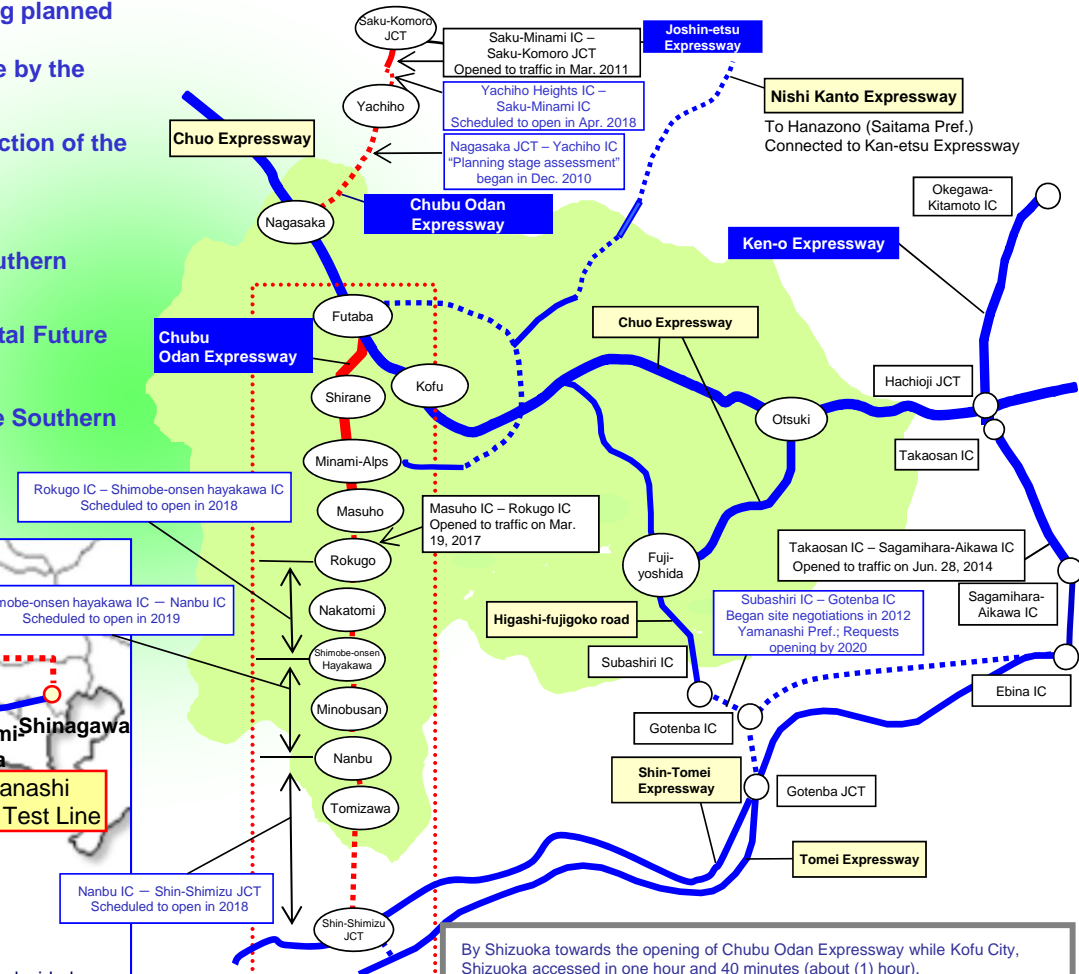 g planned
e by the
ction of the
uthern
tal Future
e Southern
Saku-Komoro
JCT
Saku-Minami IC –
Saku-Komoro JCT
Opened to traffic in Mar. 2011
Joshin-etsu
Expressway
Yachiho
Yachiho Heights IC –
Saku-Minami IC
Scheduled to open in Apr. 2018
Nishi Kanto Expressway
To Hanazono (Saitama Pref.)
Connected to Kan-etsu Expressway
Chuo Expressway
Nagasaka JCT – Yachiho IC
“Planning stage assessment”
began in Dec. 2010
Okegawa-
Kitamoto IC
Nagasaka
Chubu Odan
Expressway
Ken-o Expressway
Futaba
Chubu
Odan Expressway
Chuo Expressway
Kofu
Shirane
Hachioji JCT
Otsuki
Takaosan IC
Minami-Alps
Rokugo IC – Shimobe-onsen hayakawa IC
Scheduled to open in 2018
Masuho
Masuho IC – Rokugo IC
Opened to traffic on Mar.
19, 2017
Rokugo
Fuji-
yoshida
Takaosan IC – Sagamihara-Aikawa IC
Opened to traffic on Jun. 28, 2014
Sagamihara-
Aikawa IC
mobe-onsen hayakawa IC – Nanbu IC
Scheduled to open in 2019
Nakatomi
Higashi-fujigoko road
Subashiri IC – Gotenba IC
Began site negotiations in 2012
Yamanashi Pref.; Requests
opening by 2020
Shimobe-onsen
Hayakawa
Subashiri IC
Ebina IC
Minobusan
Gotenba IC
Shinagawa
mi-
a
Nanbu
anashi
Test Line
Shin-Tomei
Expressway
Gotenba JCT
Tomizawa
Tomei Expressway
Nanbu IC – Shin-Shimizu JCT
Scheduled to open in 2018
Shin-Shimizu
JCT
By Shizuoka towards the opening of Chubu Odan Expressway while Kofu City,
Shizuoka accessed in one hour and 40 minutes (about (1) hour).